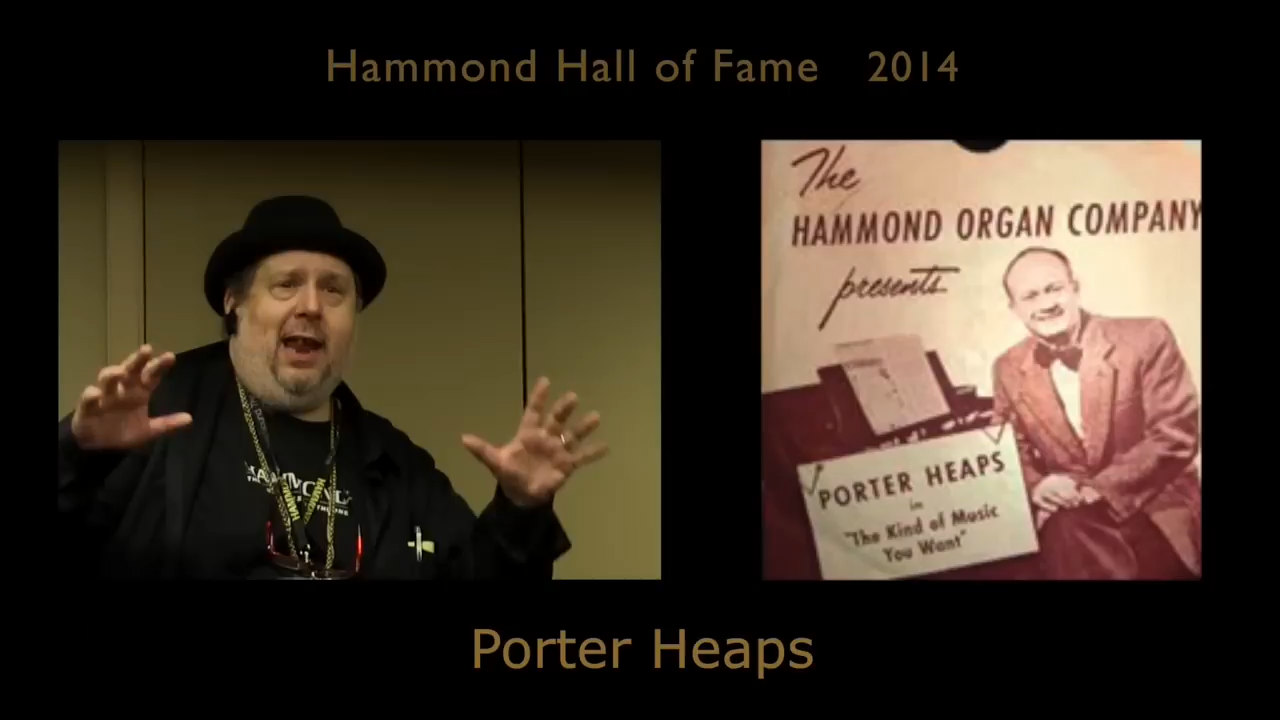 Hammond Hall of Fame 2014
The
HAMMOND ORGAN COMPANY
presents
PORTER HEAPS
in
"The Kind of Music
You Want"
Porter Heaps